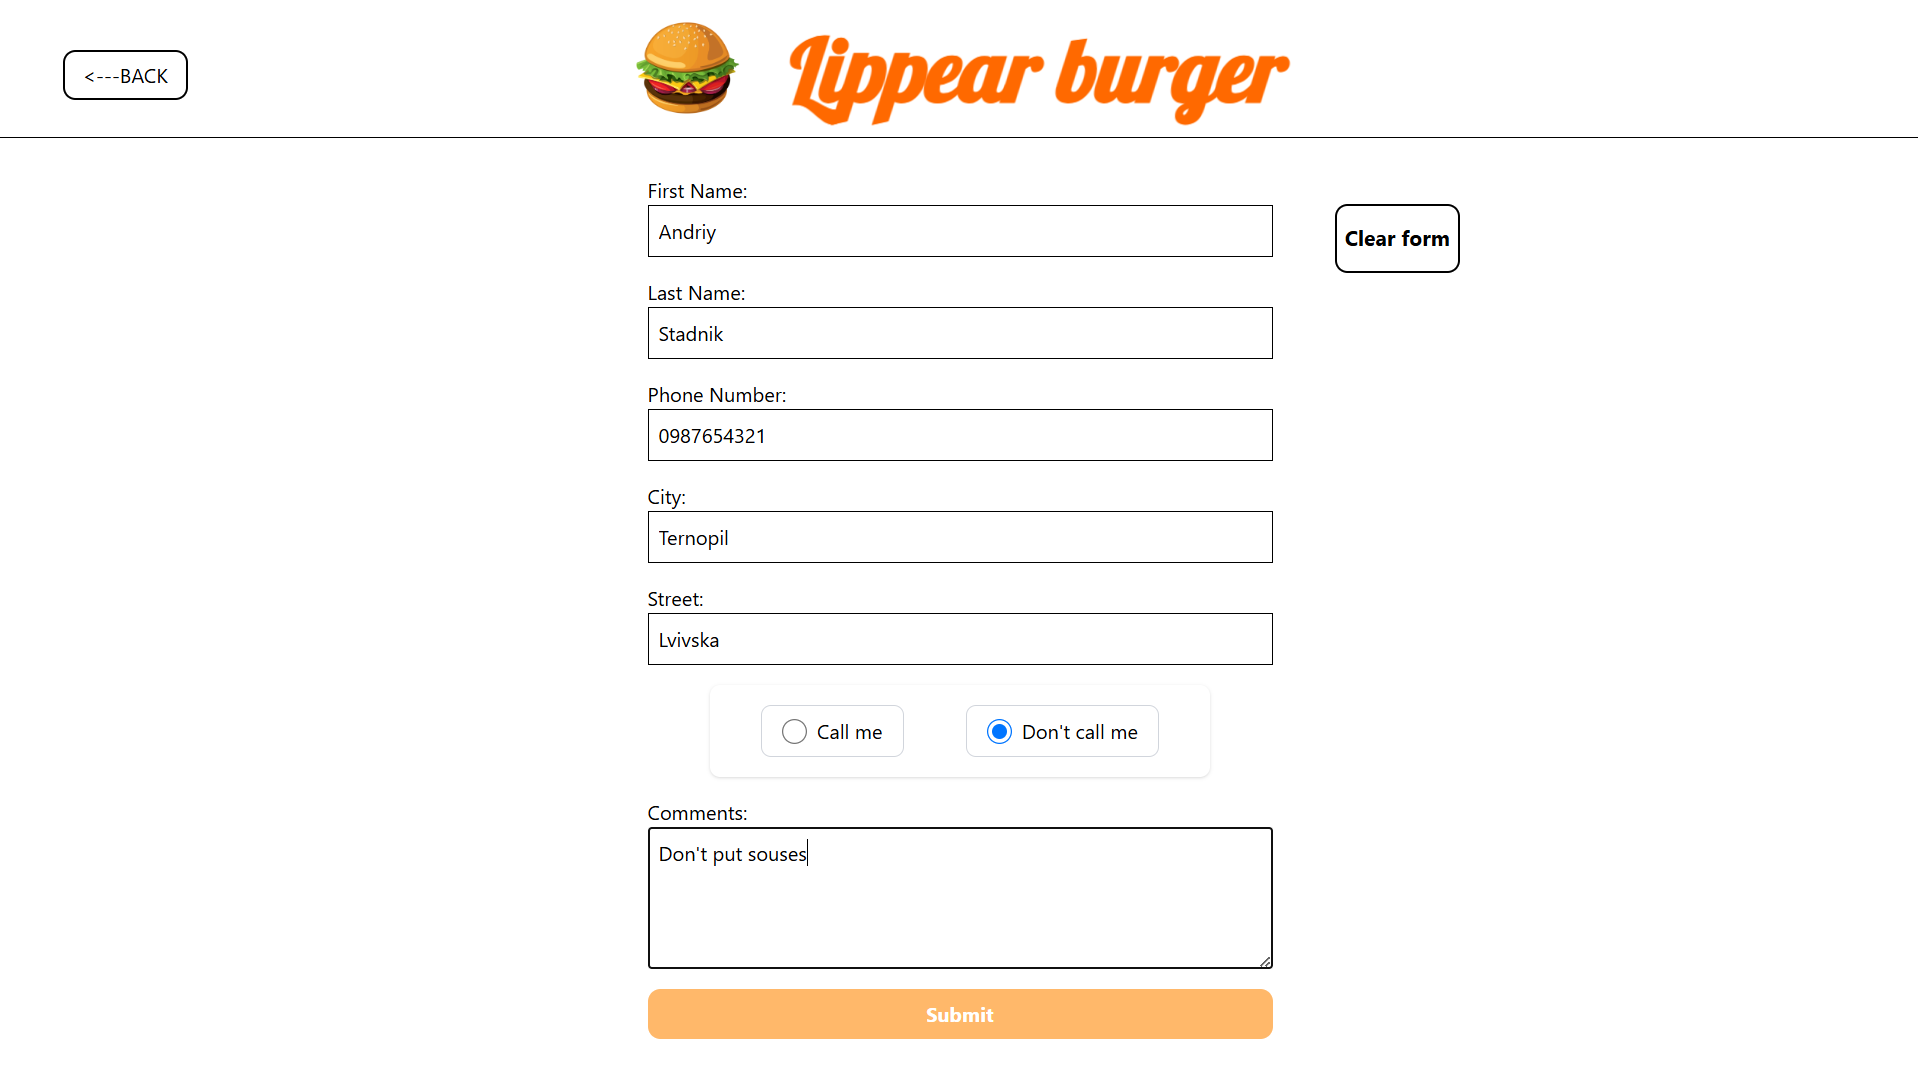 <---BACK
Lippear burger
First Name:
Andriy
Clear form
Last Name:
Stadnik
Phone Number:
0987654321
City:
Ternopil
Street:
Lvivska
Call me
Don't call me
Comments:
Don't put souses
Submit